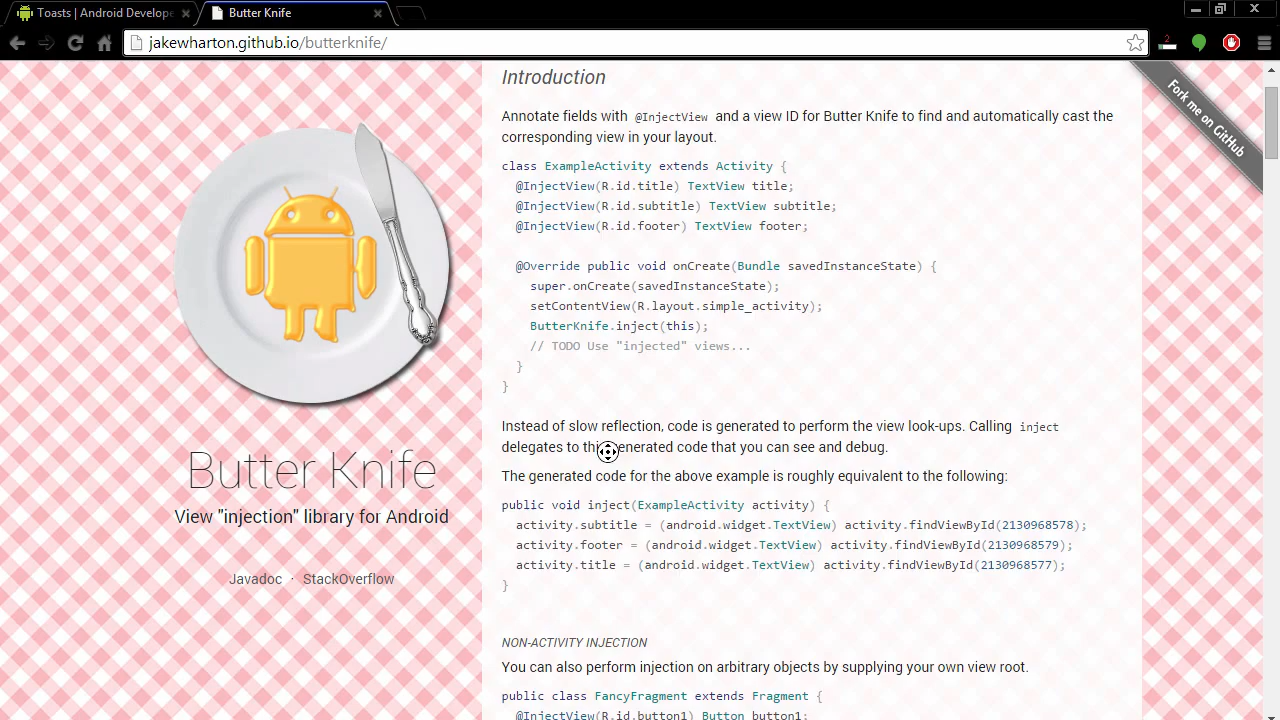 Toasts | Android Develope
Butter Knife
jakewharton.github.io/butterknife/
2
Fork me on GitHub
Butter Knife
View "injection" library for Android
Javadoc · StackOverflow
Introduction
Annotate fields with @InjectView and a view ID for Butter Knife to find and automatically cast the
corresponding view in your layout.
class ExampleActivity extends Activity {
@InjectView(R.id.title) TextView title;
@InjectView(R.id.subtitle) TextView subtitle;
@InjectView(R.id.footer) TextView footer;
@Override public void onCreate(Bundle savedInstanceState) {
super.onCreate(savedInstanceState);
setContentView(R.layout.simple_activity);
ButterKnife.inject(this);
// TODO Use "injected" views...
}
}
Instead of slow reflection, code is generated to perform the view look-ups. Calling inject
delegates to this generated code that you can see and debug.
The generated code for the above example is roughly equivalent to the following:
public void inject(ExampleActivity activity) {
activity.subtitle = (android.widget.TextView) activity.findViewById(2130968578);
activity.footer = (android.widget.TextView) activity.findViewById(2130968579);
activity.title = (android.widget.TextView) activity.findViewById(2130968577);
}
NON-ACTIVITY INJECTION
You can also perform injection on arbitrary objects by supplying your own view root.
public class FancyFragment extends Fragment {
@InjectView(R.id.button1) Button button1;